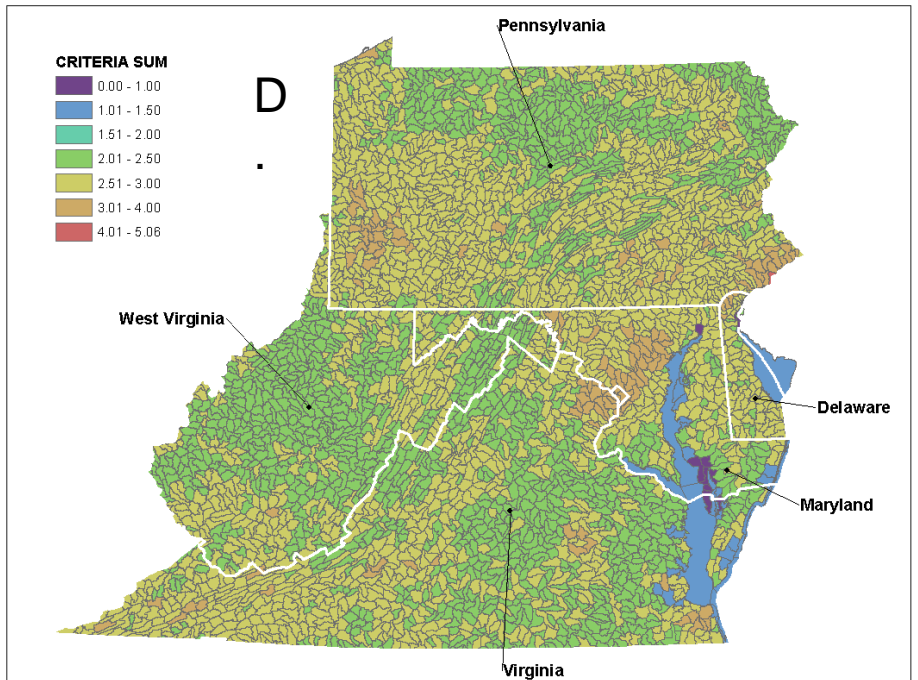 Pennsylvania
CRITERIA SUM
0.00 - 1.00
1.01 - 1.50
1.51 - 2.00
2.01 - 2.50
2.51 - 3.00
3.01 - 4.00
4.01 - 5.06
D
.
West Virginia
Delaware
Maryland
Virginia